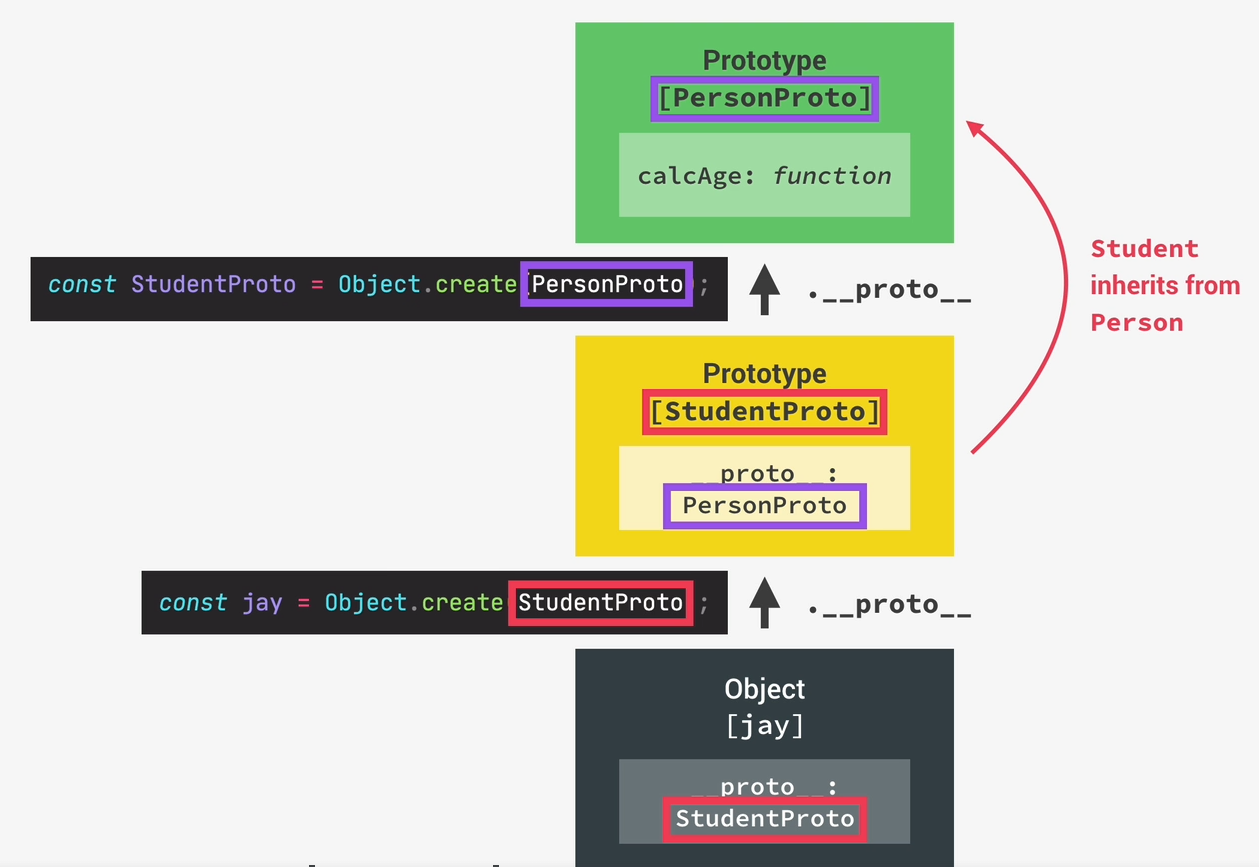 Prototype
[PersonProto]
calcAge: function
const StudentProto = Object.create(PersonProto);
.__proto__
Student
inherits from
Person
Prototype
[StudentProto]
__proto__:
PersonProto
const jay = Object.create StudentProto ;
.__proto__
Object
[jay]
__proto__:
StudentProto